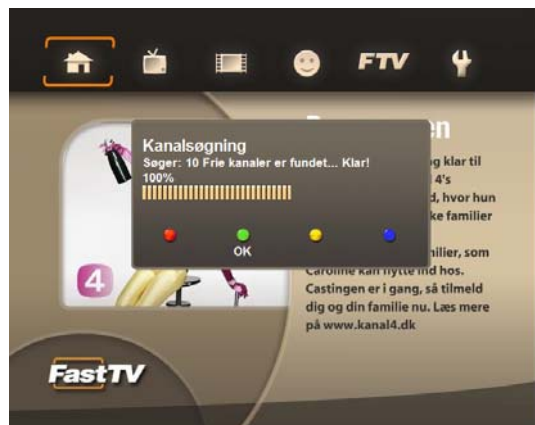 FTV
Kanalsøgning
Søger: 10 Frie kanaler er fundet... Klar!
100%
OK
og klar til
4's
, hvor hun
ke familier
milier, som
Caroline kan flytte ind hos.
Castingen er i gang, så tilmeld
dig og din familie nu. Læs mere
på www.kanal4.dk
4
FastTV